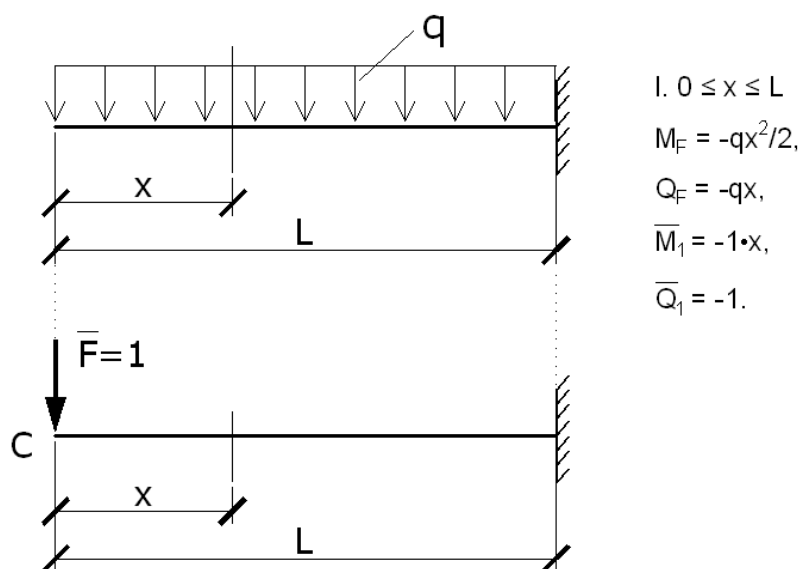 q
x
L
F̅=1
C
x
L
I. 0 ≤ x ≤ L
M_F = -qx²/2,
Q_F = -qx,
M̅₁ = -1•x,
Q̅₁ = -1.